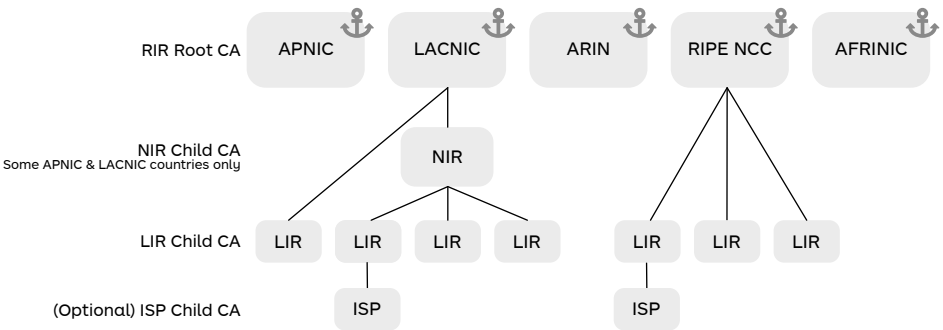 RIR Root CA
APNIC
LACNIC
ARIN
RIPE NCC
AFRINIC
NIR Child CA
Some APNIC & LACNIC countries only
NIR
LIR Child CA
LIR
LIR
LIR
LIR
LIR
LIR
LIR
(Optional) ISP Child CA
ISP
ISP